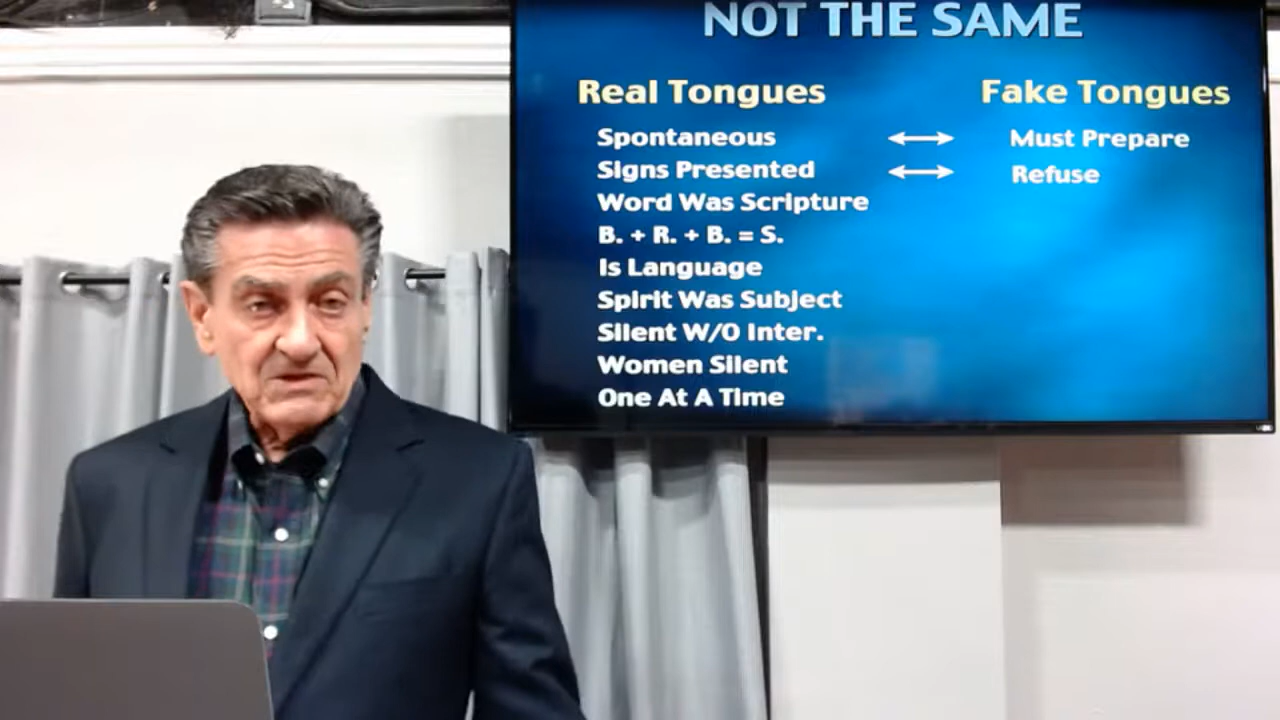 NOT THE SAME
Real Tongues Fake Tongues
Spontaneous Must Prepare
Signs Presented Refuse
Word Was Scripture
B. + R. + B. = S.
Is Language
Spirit Was Subject
Silent W/O Inter.
Women Silent
One At A Time